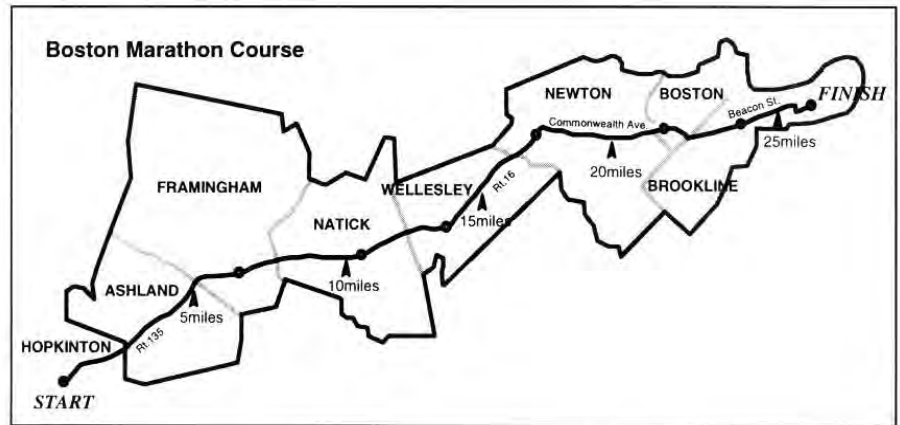 Boston Marathon Course
NEWTON
BOSTON
FINISH
Beacon St.
Commonwealth Ave.
25miles
20miles
FRAMINGHAM
WELLESLEY
Rt.16
BROOKLINE
NATICK
15miles
ASHLAND
10miles
5miles
HOPKINTON
Rt.135
START